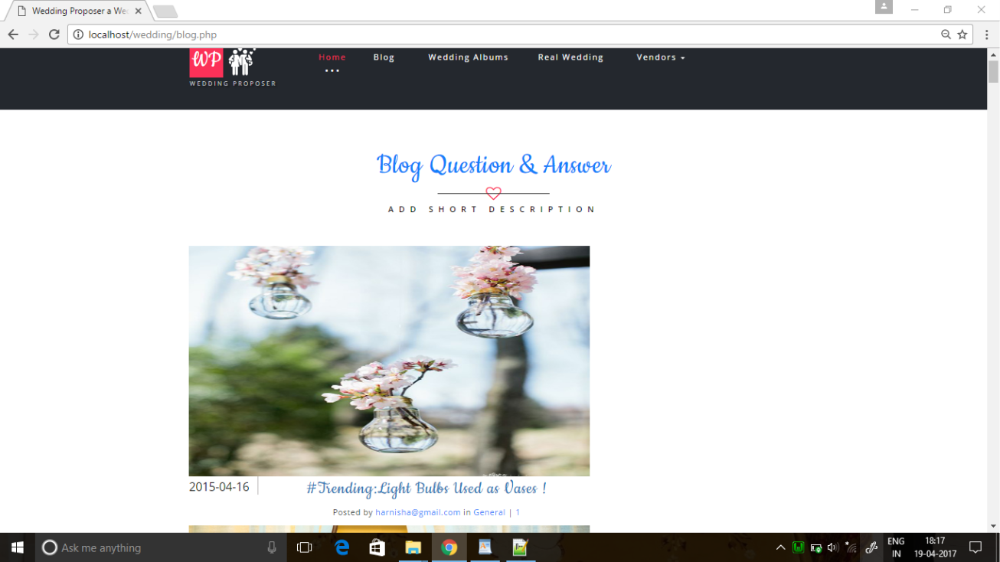 Wedding Proposer a We
localhost/wedding/blog.php
WP
WEDDING PROPOSER
Home Blog Wedding Albums Real Wedding Vendors
Blog Question & Answer
ADD SHORT DESCRIPTION
2015-04-16
#Trending:Light Bulbs Used as Vases !
Posted by harnisha@gmail.com in General | 1
Ask me anything
ENG
IN
18:17
19-04-2017